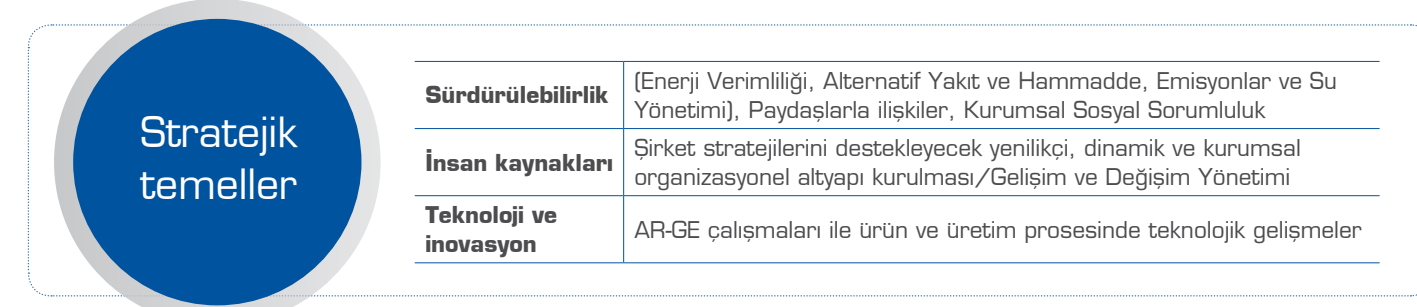 Stratejik
temeller
Sürdürülebilirlik
(Enerji Verimliliği, Alternatif Yakıt ve Hammadde, Emisyonlar ve Su
Yönetimi), Paydaşlarla ilişkiler, Kurumsal Sosyal Sorumluluk
İnsan kaynakları
Şirket stratejilerini destekleyecek yenilikçi, dinamik ve kurumsal
organizasyonel altyapı kurulması/Gelişim ve Değişim Yönetimi
Teknoloji ve
inovasyon
AR-GE çalışmaları ile ürün ve üretim prosesinde teknolojik gelişmeler